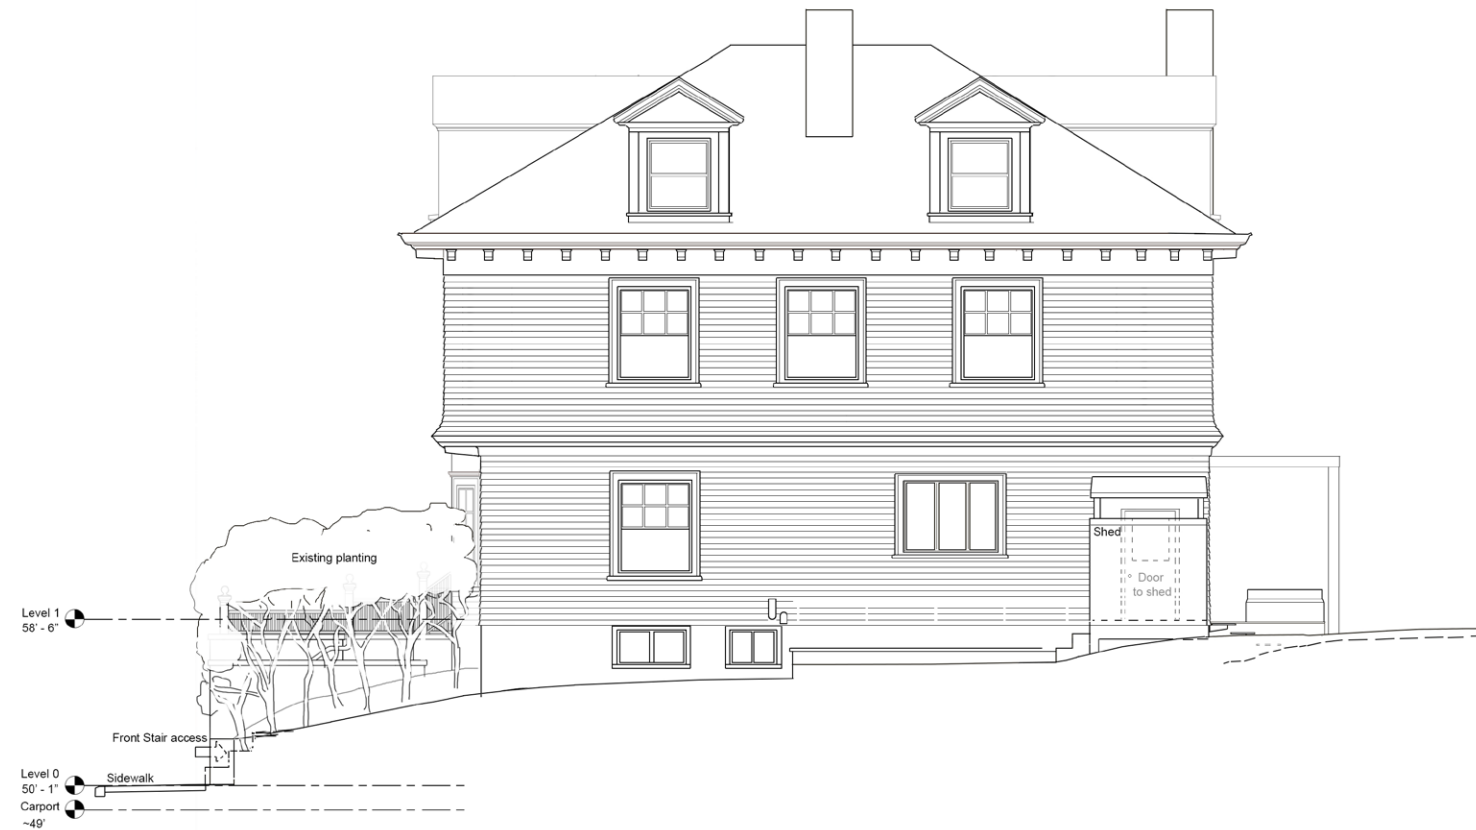 Existing planting
Shed
Door
to shed
Level 1
58' - 6"
Front Stair access
Level 0
50' - 1"
Sidewalk
Carport
~49'